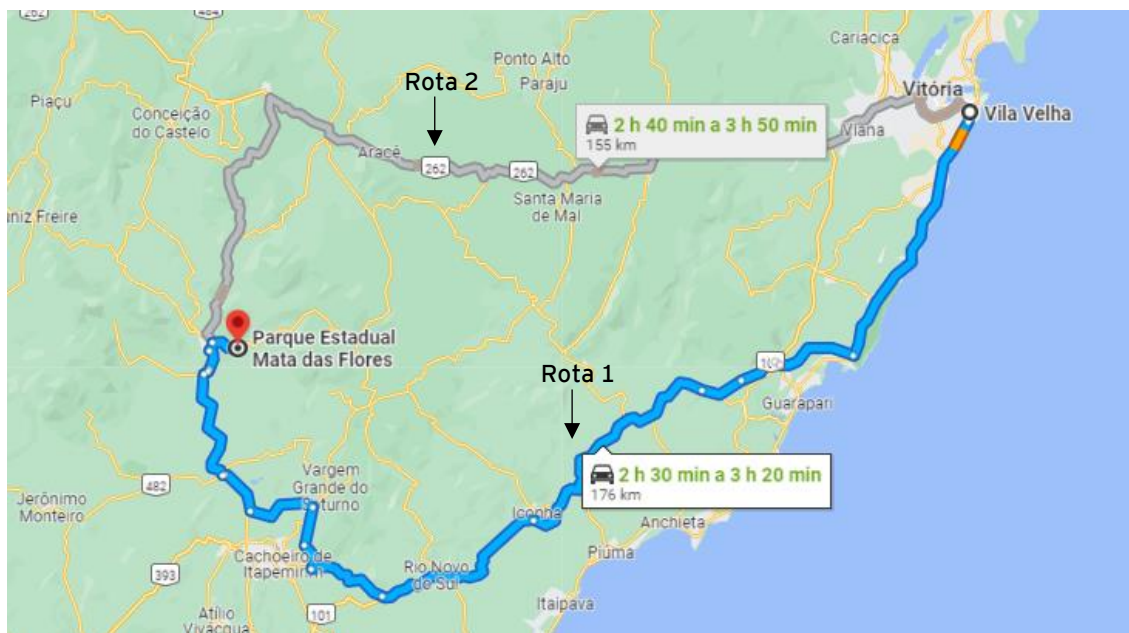 262
484
Cariacica
Ponto Alto
Paraju
Rota 2
Piaçu
Conceição
do Castelo
Vitória
Vila Velha
2 h 40 min a 3 h 50 min
155 km
Viana
Aracê
262
262
Santa Maria
de Mal
niz Freire
Parque Estadual
Mata das Flores
Rota 1
Guarapari
2 h 30 min a 3 h 20 min
176 km
Vargem
Grande do
Soturno
482
Jerônimo
Monteiro
Iconha
Anchieta
Cachoeiro de
Itapemirim
Piúma
Rio Novo
do Sul
393
Itaipava
101
Atílio
Vivácqua